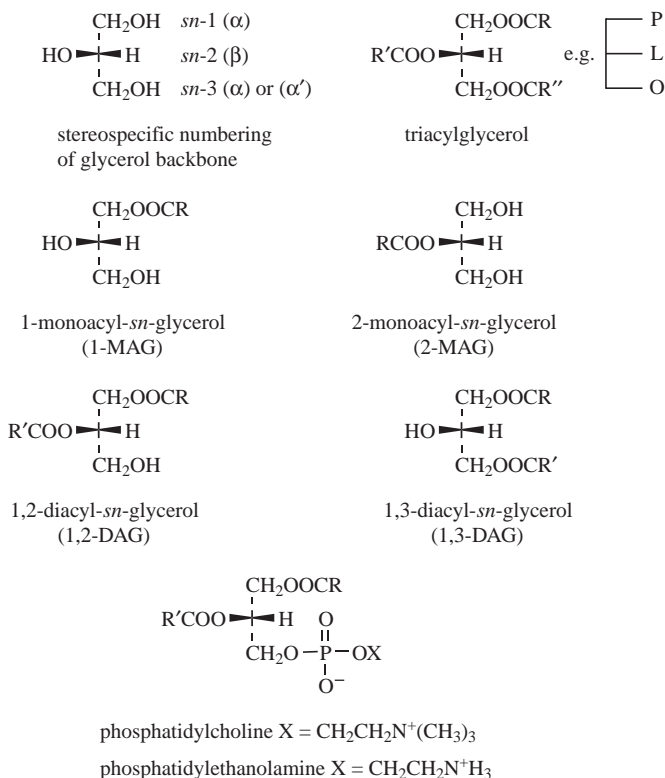 CH₂OH sn-1 (α)
HO H sn-2 (β)
CH₂OH sn-3 (α) or (α′)
stereospecific numbering
of glycerol backbone
CH₂OOCR
R′COO H
CH₂OOCR′′
e.g.
P
L
O
triacylglycerol
CH₂OOCR
HO H
CH₂OH
1-monoacyl-sn-glycerol
(1-MAG)
CH₂OH
RCOO H
CH₂OH
2-monoacyl-sn-glycerol
(2-MAG)
CH₂OOCR
R′COO H
CH₂OH
1,2-diacyl-sn-glycerol
(1,2-DAG)
CH₂OOCR
HO H
CH₂OOCR′
1,3-diacyl-sn-glycerol
(1,3-DAG)
CH₂OOCR
R′COO H O
CH₂O P OX
O⁻
phosphatidylcholine X = CH₂CH₂N⁺(CH₃)₃
phosphatidylethanolamine X = CH₂CH₂N⁺H₃